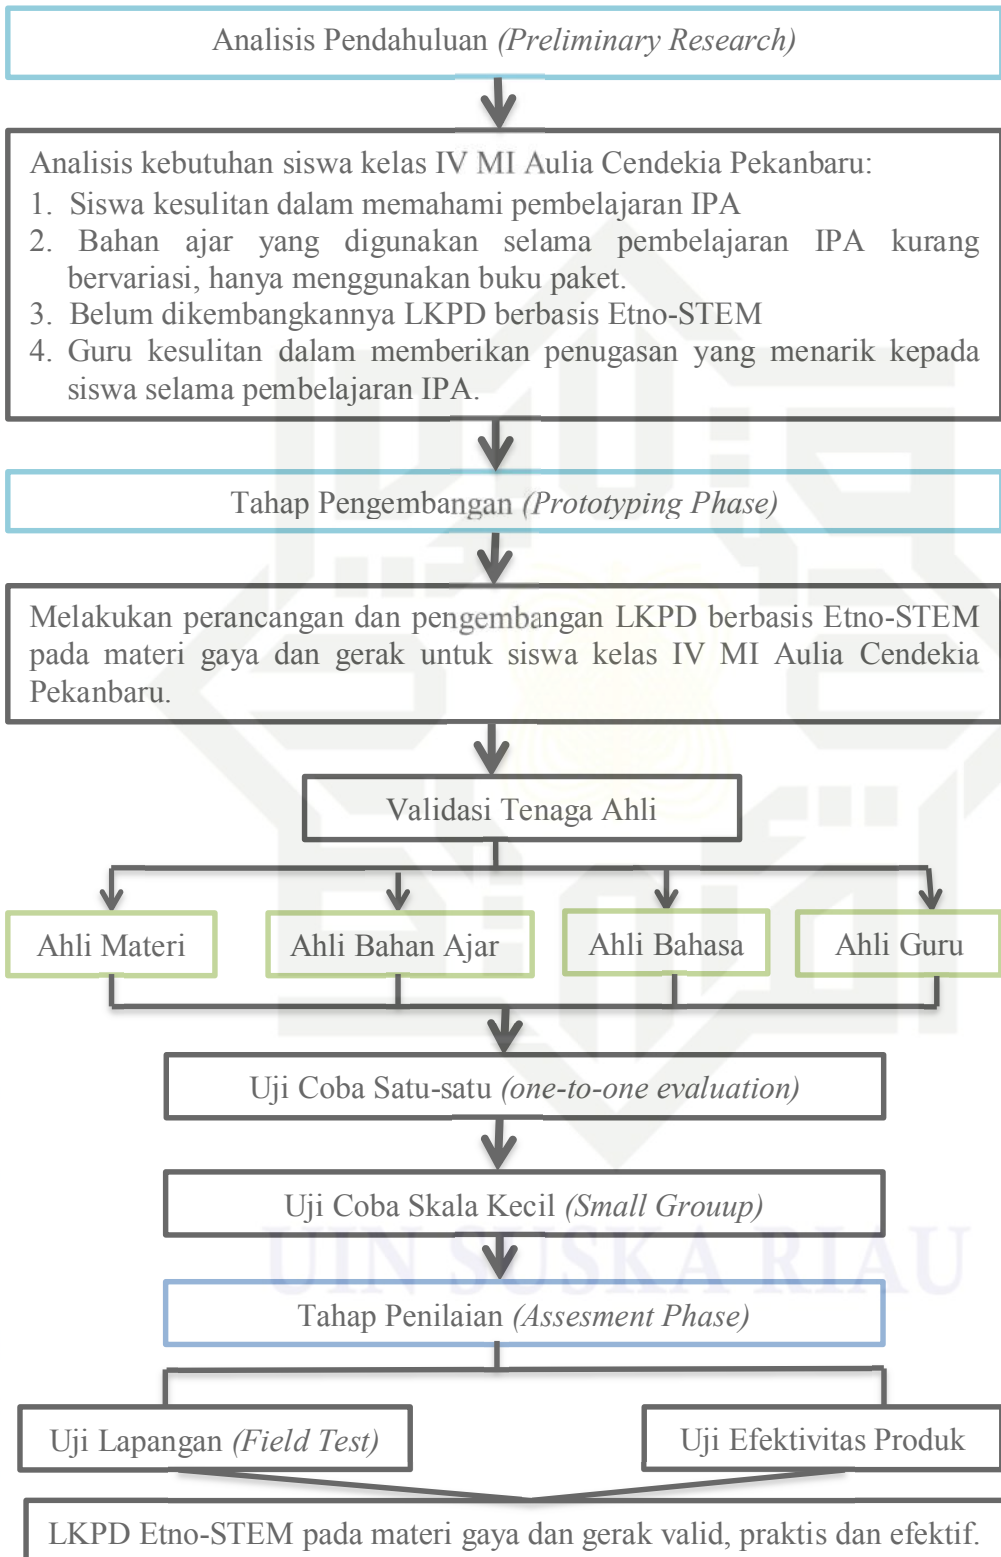 Analisis Pendahuluan (Preliminary Research)
Analisis kebutuhan siswa kelas IV MI Aulia Cendekia Pekanbaru:
1. Siswa kesulitan dalam memahami pembelajaran IPA
2. Bahan ajar yang digunakan selama pembelajaran IPA kurang
bervariasi, hanya menggunakan buku paket.
3. Belum dikembangkannya LKPD berbasis Etno-STEM
4. Guru kesulitan dalam memberikan penugasan yang menarik kepada
siswa selama pembelajaran IPA.
Tahap Pengembangan (Prototyping Phase)
Melakukan perancangan dan pengembangan LKPD berbasis Etno-STEM
pada materi gaya dan gerak untuk siswa kelas IV MI Aulia Cendekia
Pekanbaru.
Validasi Tenaga Ahli
Ahli Materi
Ahli Bahan Ajar
Ahli Bahasa
Ahli Guru
Uji Coba Satu-satu (one-to-one evaluation)
Uji Coba Skala Kecil (Small Grouup)
UIN SUSKA RIAU
Tahap Penilaian (Assesment Phase)
Uji Lapangan (Field Test)
Uji Efektivitas Produk
LKPD Etno-STEM pada materi gaya dan gerak valid, praktis dan efektif.